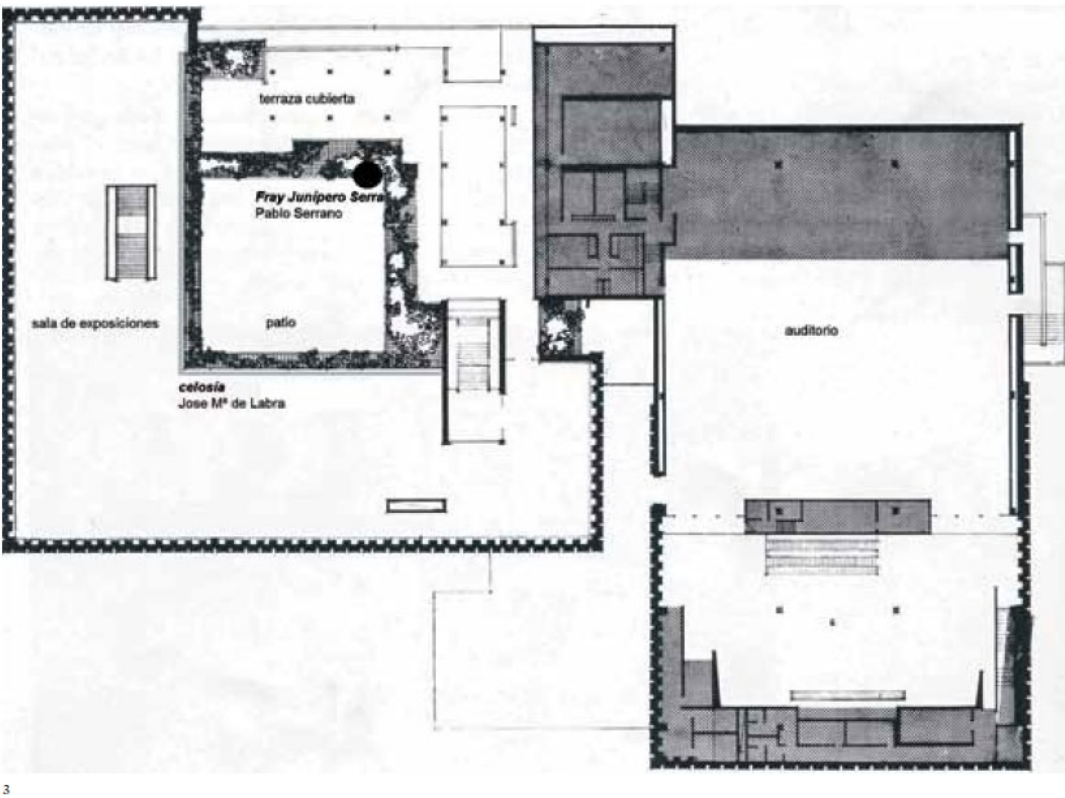 terraza cubierta
Fray Junípero Serra
Pablo Serrano
sala de exposiciones
patio
auditorio
celosía
Jose Mª de Labra
3